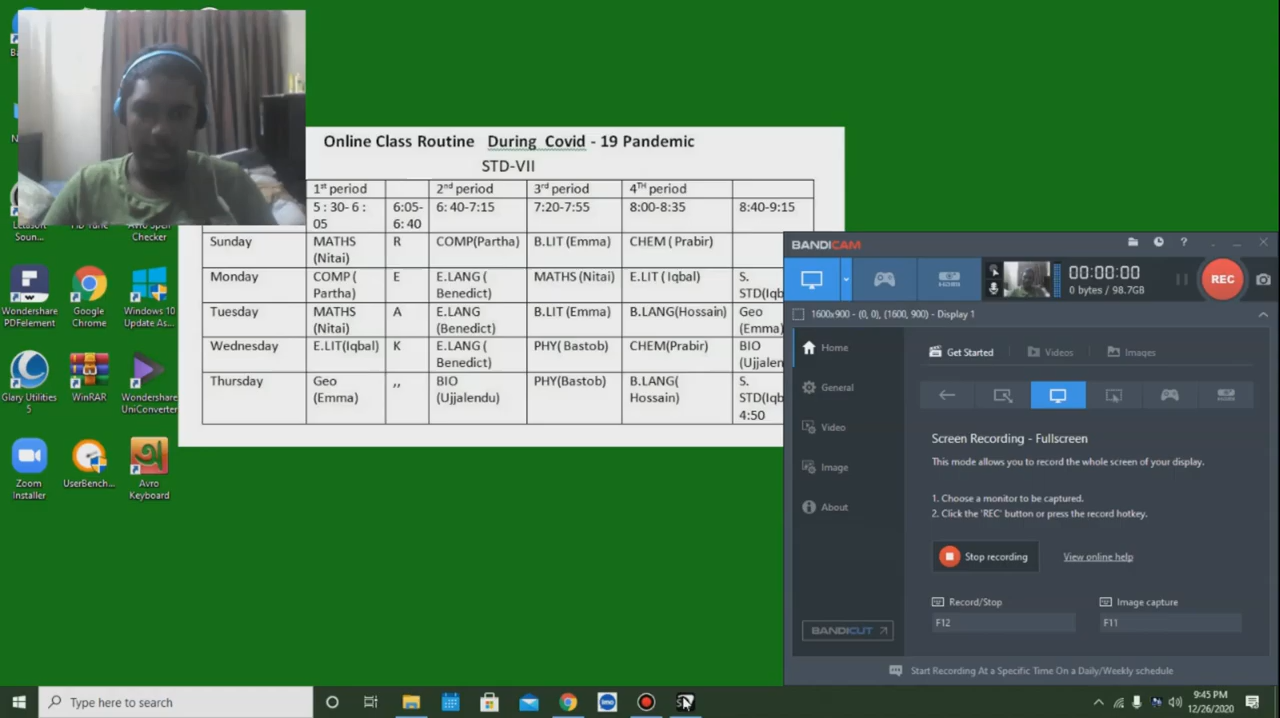 Online Class Routine During Covid - 19 Pandemic
STD-VII
1st period 2nd period 3rd period 4TH period
5 : 30- 6 : 05 6:05- 6: 40 6: 40-7:15 7:20-7:55 8:00-8:35 8:40-9:15
Sunday MATHS (Nitai) R COMP(Partha) B.LIT (Emma) CHEM ( Prabir)
Monday COMP ( Partha) E E.LANG ( Benedict) MATHS (Nitai) E.LIT ( Iqbal) S. STD(Iqb
Tuesday MATHS (Nitai) A E.LANG (Benedict) B.LIT (Emma) B.LANG(Hossain) Geo (Emma)
Wednesday E.LIT(Iqbal) K E.LANG ( Benedict) PHY( Bastob) CHEM(Prabir) BIO (Ujjalen
Thursday Geo (Emma) ,, BIO (Ujjalendu) PHY(Bastob) B.LANG( Hossain) S. STD(Iqb 4:50
Letasoft Soun...
HD Tune
Avro Spell Checker
Wondershare PDFelement
Google Chrome
Windows 10 Update As...
Glary Utilities 5
WinRAR
Wondershare UniConverter
Zoom Installer
UserBench...
Avro Keyboard
BANDICAM
00:00:00
0 bytes / 98.7GB
REC
1600x900 - (0, 0), (1600, 900) - Display 1
Home
General
Video
Image
About
BANDICUT
Get Started Videos Images
Screen Recording - Fullscreen
This mode allows you to record the whole screen of your display.
1. Choose a monitor to be captured.
2. Click the 'REC' button or press the record hotkey.
Stop recording View online help
Record/Stop Image capture
F12 F11
Start Recording At a Specific Time On a Daily/Weekly schedule
Type here to search
9:45 PM
12/26/2020